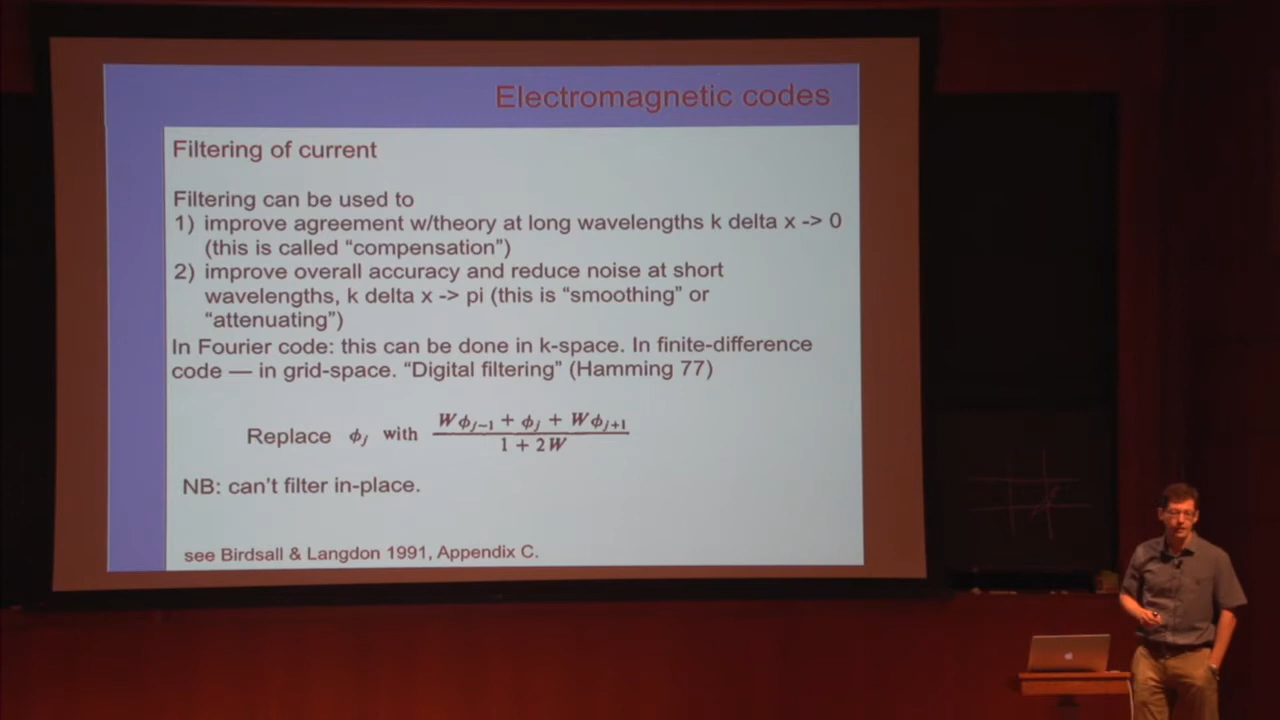 Electromagnetic codes
Filtering of current
Filtering can be used to
1) improve agreement w/theory at long wavelengths k delta x -> 0
(this is called “compensation”)
2) improve overall accuracy and reduce noise at short
wavelengths, k delta x -> pi (this is “smoothing” or
“attenuating”)
In Fourier code: this can be done in k-space. In finite-difference
code — in grid-space. “Digital filtering” (Hamming 77)
Replace ϕj with Wϕj−1 + ϕj + Wϕj+1
1 + 2W
NB: can’t filter in-place.
see Birdsall & Langdon 1991, Appendix C.